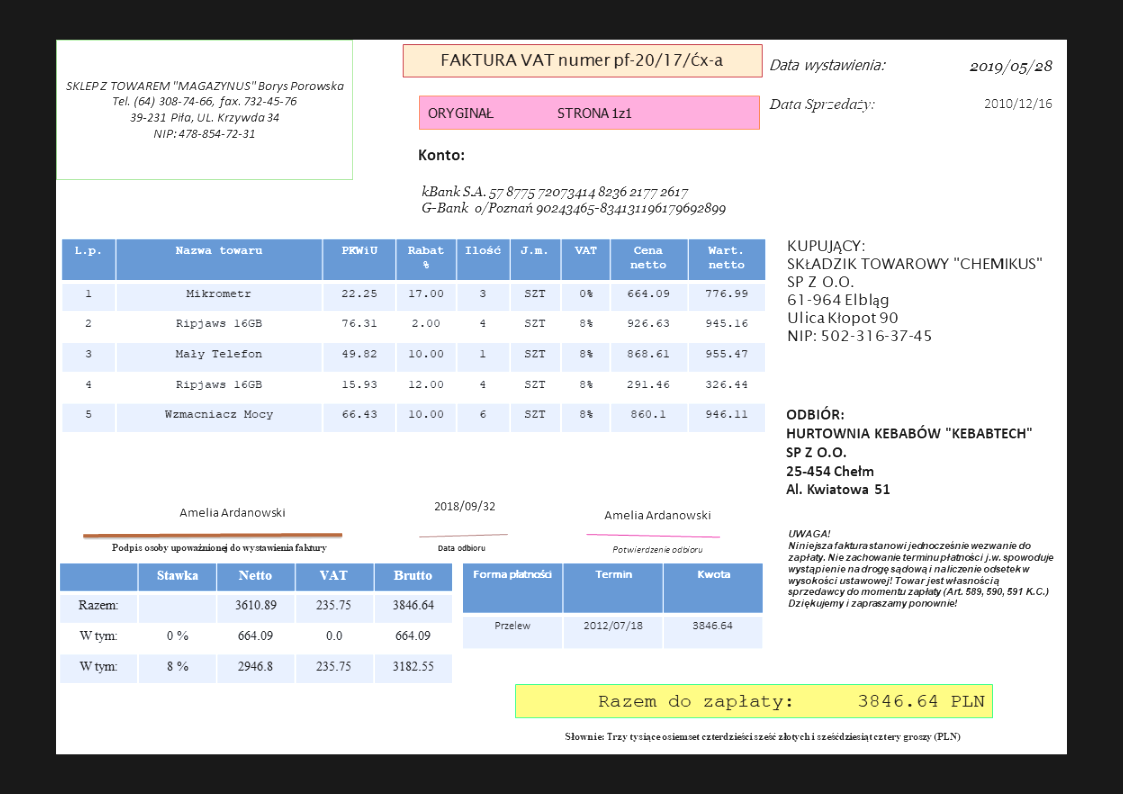 SKLEP Z TOWAREM "MAGAZYNUS" Borys Porowska
Tel. (64) 308-74-66, fax. 732-45-76
39-231 Piła, UL. Krzywda 34
NIP: 478-854-72-31
FAKTURA VAT numer pf-20/17/Ćx-a
ORYGINAŁ STRONA 1z1
Data wystawienia: 2019/05/28
Data Sprzedaży: 2010/12/16
Konto:
kBank S.A. 57 8775 72073414 8236 2177 2617
G-Bank o/Poznań 90243465-834131196179692899
L.p. Nazwa towaru PKWiU Rabat % Ilość J.m. VAT Cena netto Wart. netto
1 Mikrometr 22.25 17.00 3 SZT 0% 664.09 776.99
2 Ripjaws 16GB 76.31 2.00 4 SZT 8% 926.63 945.16
3 Mały Telefon 49.82 10.00 1 SZT 8% 868.61 955.47
4 Ripjaws 16GB 15.93 12.00 4 SZT 8% 291.46 326.44
5 Wzmacniacz Mocy 66.43 10.00 6 SZT 8% 860.1 946.11
KUPUJĄCY:
SKŁADZIK TOWAROWY "CHEMIKUS"
SP Z O.O.
61-964 Elbląg
Ulica Kłopot 90
NIP: 502-316-37-45
ODBIÓR:
HURTOWNIA KEBABÓW "KEBABTECH"
SP Z O.O.
25-454 Chełm
Al. Kwiatowa 51
Amelia Ardanowski
Podpis osoby upoważnionej do wystawienia faktury
2018/09/32
Data odbioru
Amelia Ardanowski
Potwierdzenie odbioru
UWAGA!
Niniejsza faktura stanowi jednocześnie wezwanie do
zapłaty. Nie zachowanie terminu płatności j.w. spowoduje
wystąpienie na drogę sądową i naliczenie odsetek w
wysokości ustawowej! Towar jest własnością
sprzedawcy do momentu zapłaty (Art. 589, 590, 591 K.C.)
Dziękujemy i zapraszamy ponownie!
Stawka Netto VAT Brutto
Razem: 3610.89 235.75 3846.64
W tym: 0 % 664.09 0.0 664.09
W tym: 8 % 2946.8 235.75 3182.55
Forma płatności Termin Kwota
Przelew 2012/07/18 3846.64
Razem do zapłaty: 3846.64 PLN
Słownie: Trzy tysiące osiemset czterdzieści sześć złotych i sześćdziesiąt cztery groszy (PLN)